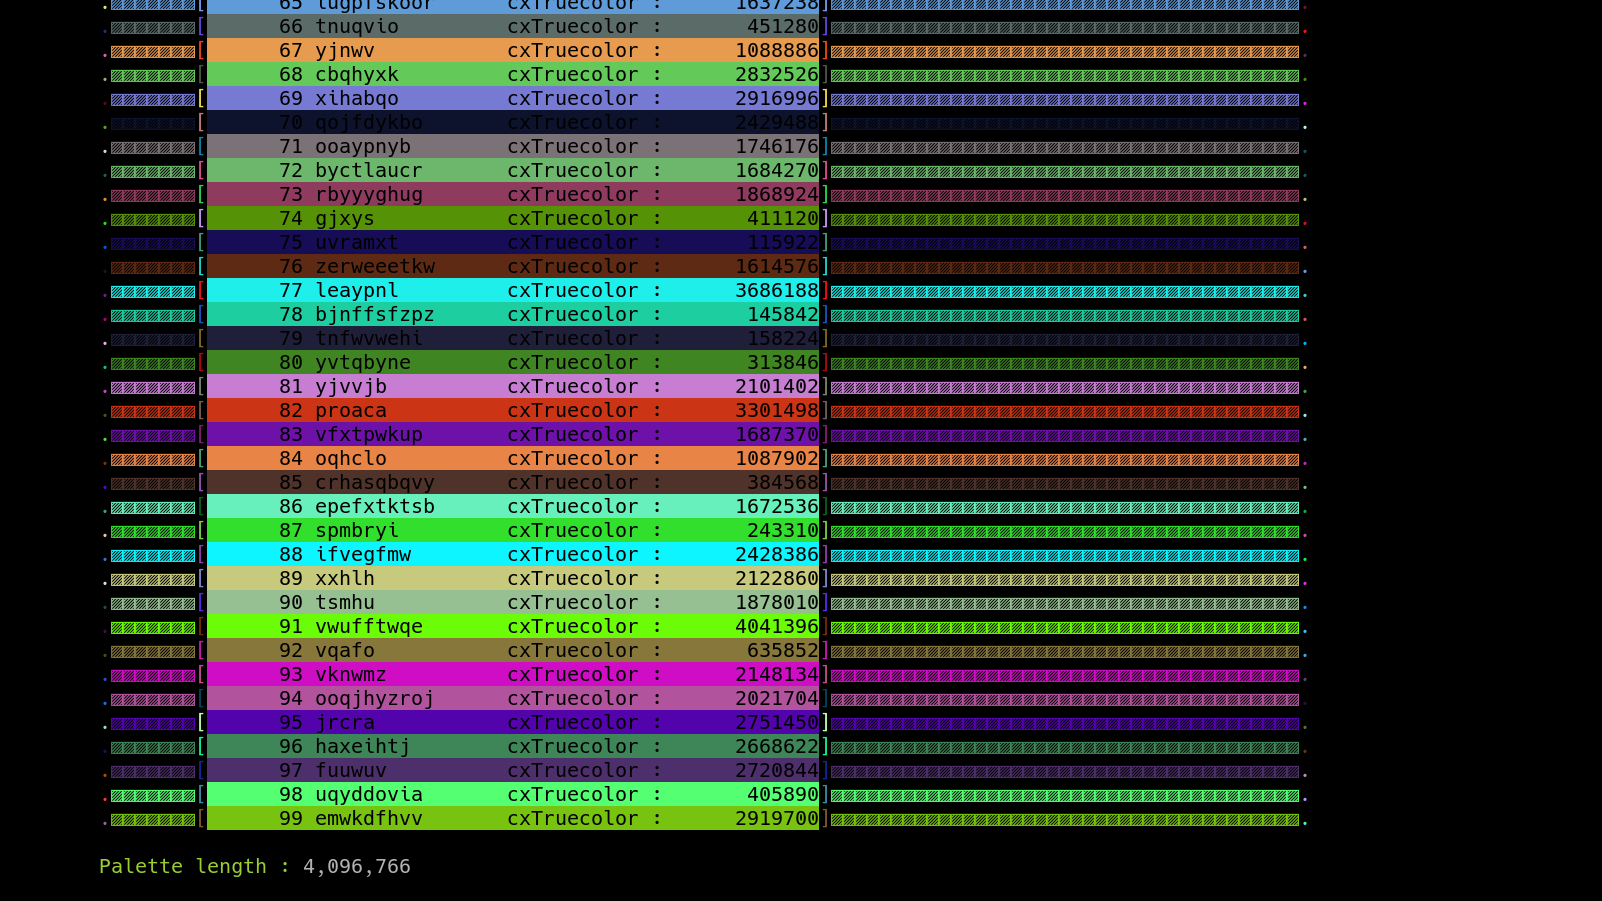 65 lugpfskoor cxTruecolor : 1637238]
[ 66 tnuqvio cxTruecolor : 451280]
[ 67 yjnwv cxTruecolor : 1088886]
[ 68 cbqhyxk cxTruecolor : 2832526]
[ 69 xihabqo cxTruecolor : 2916996]
[ 70 qojfdykbo cxTruecolor : 2429488]
[ 71 ooaypnyb cxTruecolor : 1746176]
[ 72 byctlaucr cxTruecolor : 1684270]
[ 73 rbyyyghug cxTruecolor : 1868924]
[ 74 gjxys cxTruecolor : 411120]
[ 75 uvramxt cxTruecolor : 115922]
[ 76 zerweeetkw cxTruecolor : 1614576]
[ 77 leaypnl cxTruecolor : 3686188]
[ 78 bjnffsfzpz cxTruecolor : 145842]
[ 79 tnfwvwehi cxTruecolor : 158224]
[ 80 yvtqbyne cxTruecolor : 313846]
[ 81 yjvvjb cxTruecolor : 2101402]
[ 82 proaca cxTruecolor : 3301498]
[ 83 vfxtpwkup cxTruecolor : 1687370]
[ 84 oqhclo cxTruecolor : 1087902]
[ 85 crhasqbqvy cxTruecolor : 384568]
[ 86 epefxtktsb cxTruecolor : 1672536]
[ 87 spmbryi cxTruecolor : 243310]
[ 88 ifvegfmw cxTruecolor : 2428386]
[ 89 xxhlh cxTruecolor : 2122860]
[ 90 tsmhu cxTruecolor : 1878010]
[ 91 vwufftwqe cxTruecolor : 4041396]
[ 92 vqafo cxTruecolor : 635852]
[ 93 vknwmz cxTruecolor : 2148134]
[ 94 ooqjhyzroj cxTruecolor : 2021704]
[ 95 jrcra cxTruecolor : 2751450]
[ 96 haxeihtj cxTruecolor : 2668622]
[ 97 fuuwuv cxTruecolor : 2720844]
[ 98 uqyddovia cxTruecolor : 405890]
[ 99 emwkdfhvv cxTruecolor : 2919700]
Palette length : 4,096,766